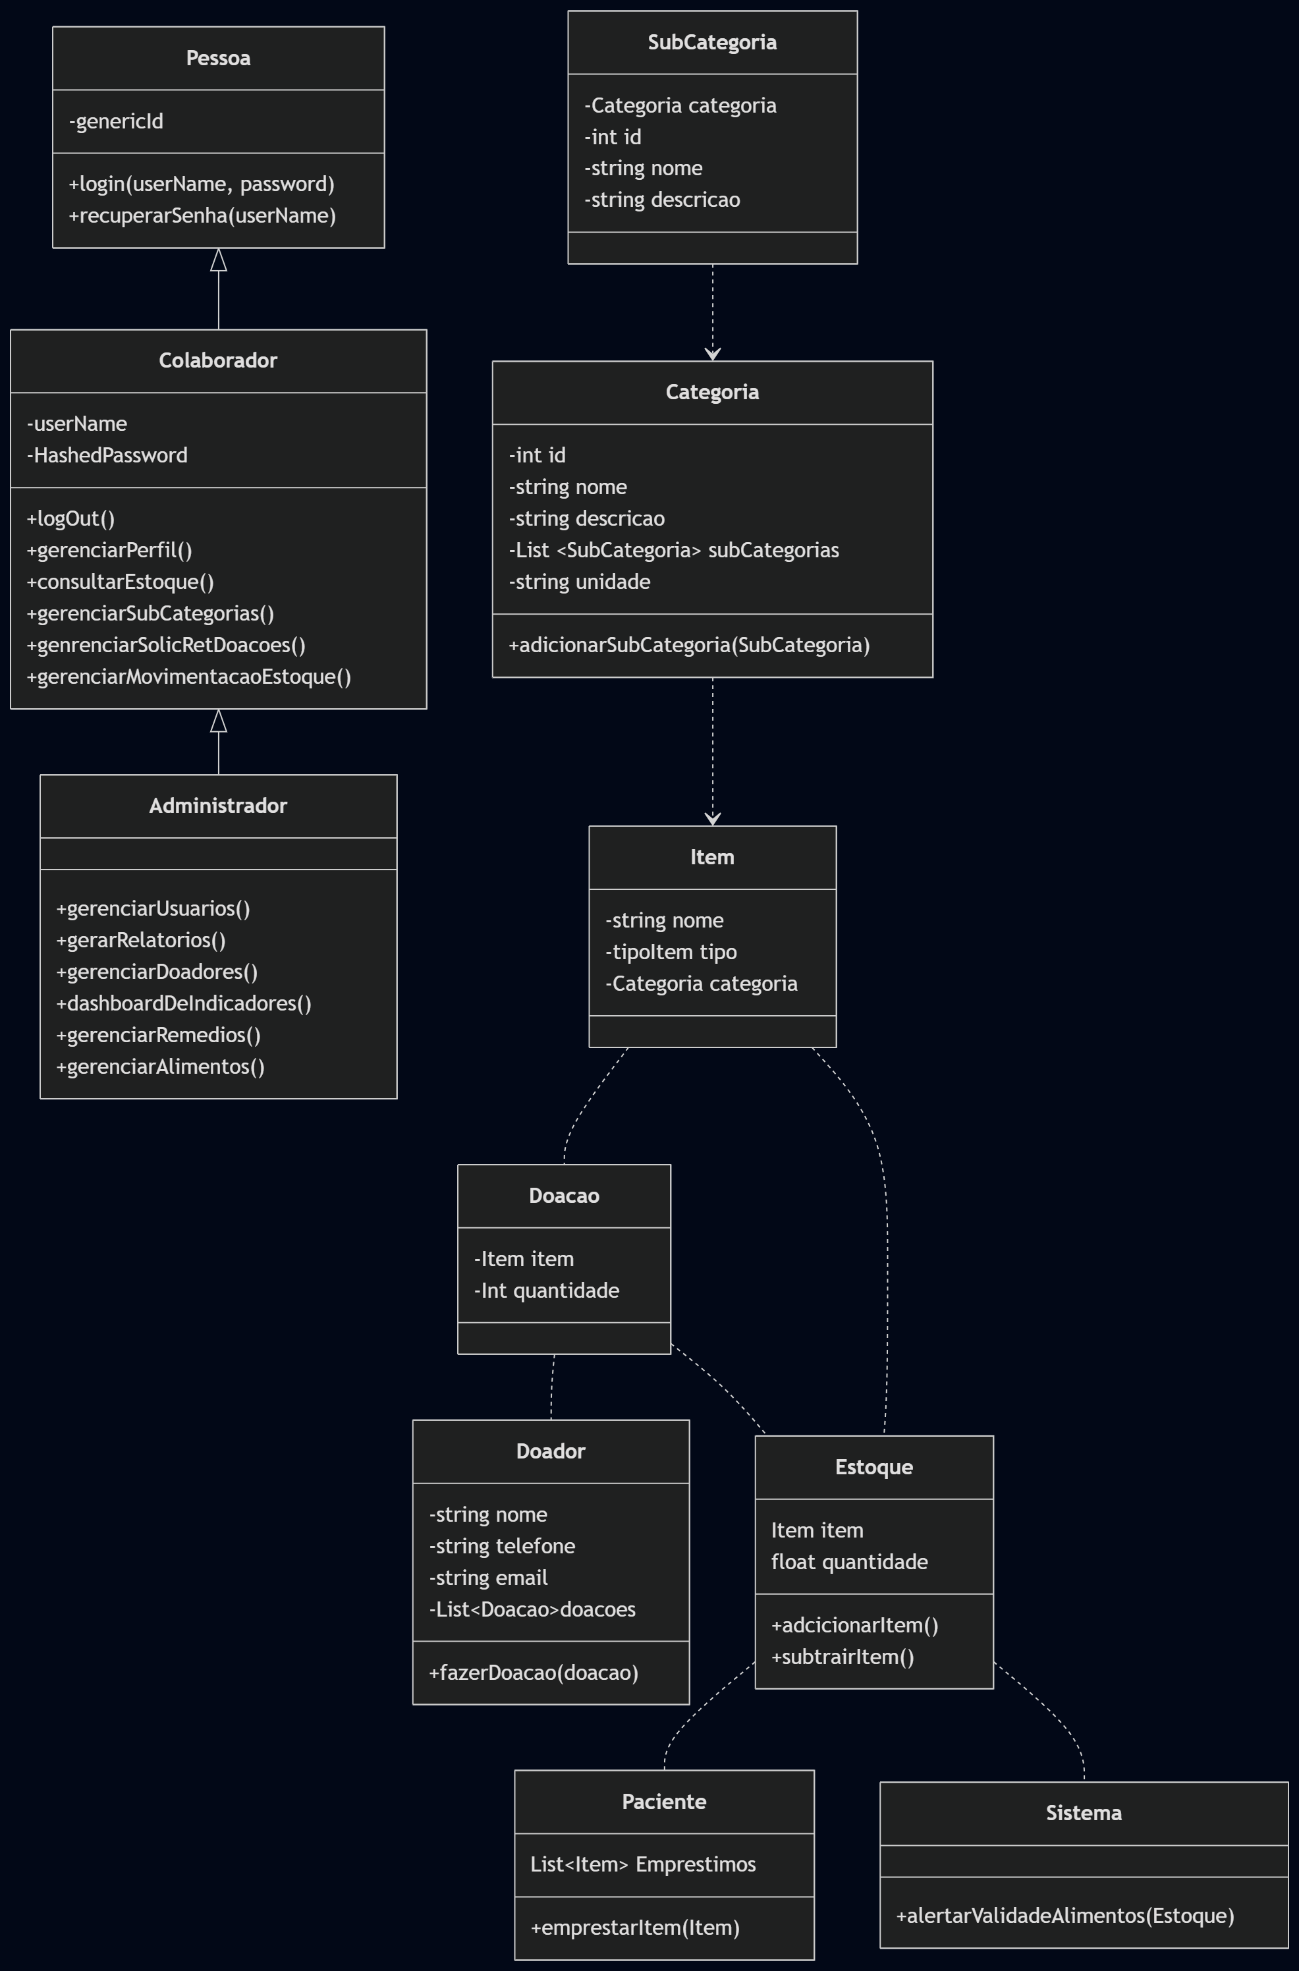 Pessoa
-genericId
+login(userName, password)
+recuperarSenha(userName)
SubCategoria
-Categoria categoria
-int id
-string nome
-string descricao
Colaborador
-userName
-HashedPassword
+logOut()
+gerenciarPerfil()
+consultarEstoque()
+gerenciarSubCategorias()
+genrenciarSolicRetDoacoes()
+gerenciarMovimentacaoEstoque()
Categoria
-int id
-string nome
-string descricao
-List <SubCategoria> subCategorias
-string unidade
+adicionarSubCategoria(SubCategoria)
Administrador
+gerenciarUsuarios()
+gerarRelatorios()
+gerenciarDoadores()
+dashboardDeIndicadores()
+gerenciarRemedios()
+gerenciarAlimentos()
Item
-string nome
-tipoItem tipo
-Categoria categoria
Doacao
-Item item
-Int quantidade
Doador
-string nome
-string telefone
-string email
-List<Doacao>doacoes
+fazerDoacao(doacao)
Estoque
Item item
float quantidade
+adcicionarItem()
+subtrairItem()
Paciente
List<Item> Emprestimos
+emprestarItem(Item)
Sistema
+alertarValidadeAlimentos(Estoque)